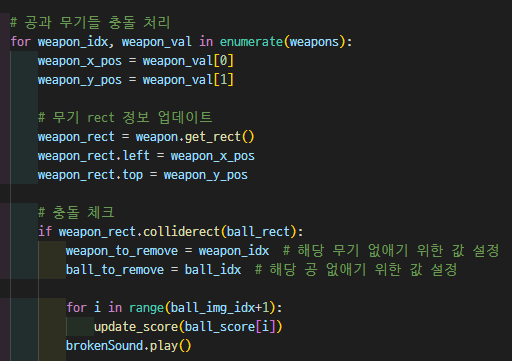 # 공과 무기들 충돌 처리
for weapon_idx, weapon_val in enumerate(weapons):
    weapon_x_pos = weapon_val[0]
    weapon_y_pos = weapon_val[1]

    # 무기 rect 정보 업데이트
    weapon_rect = weapon.get_rect()
    weapon_rect.left = weapon_x_pos
    weapon_rect.top = weapon_y_pos

    # 충돌 체크
    if weapon_rect.colliderect(ball_rect):
        weapon_to_remove = weapon_idx  # 해당 무기 없애기 위한 값 설정
        ball_to_remove = ball_idx  # 해당 공 없애기 위한 값 설정

        for i in range(ball_img_idx+1):
            update_score(ball_score[i])
        brokenSound.play()